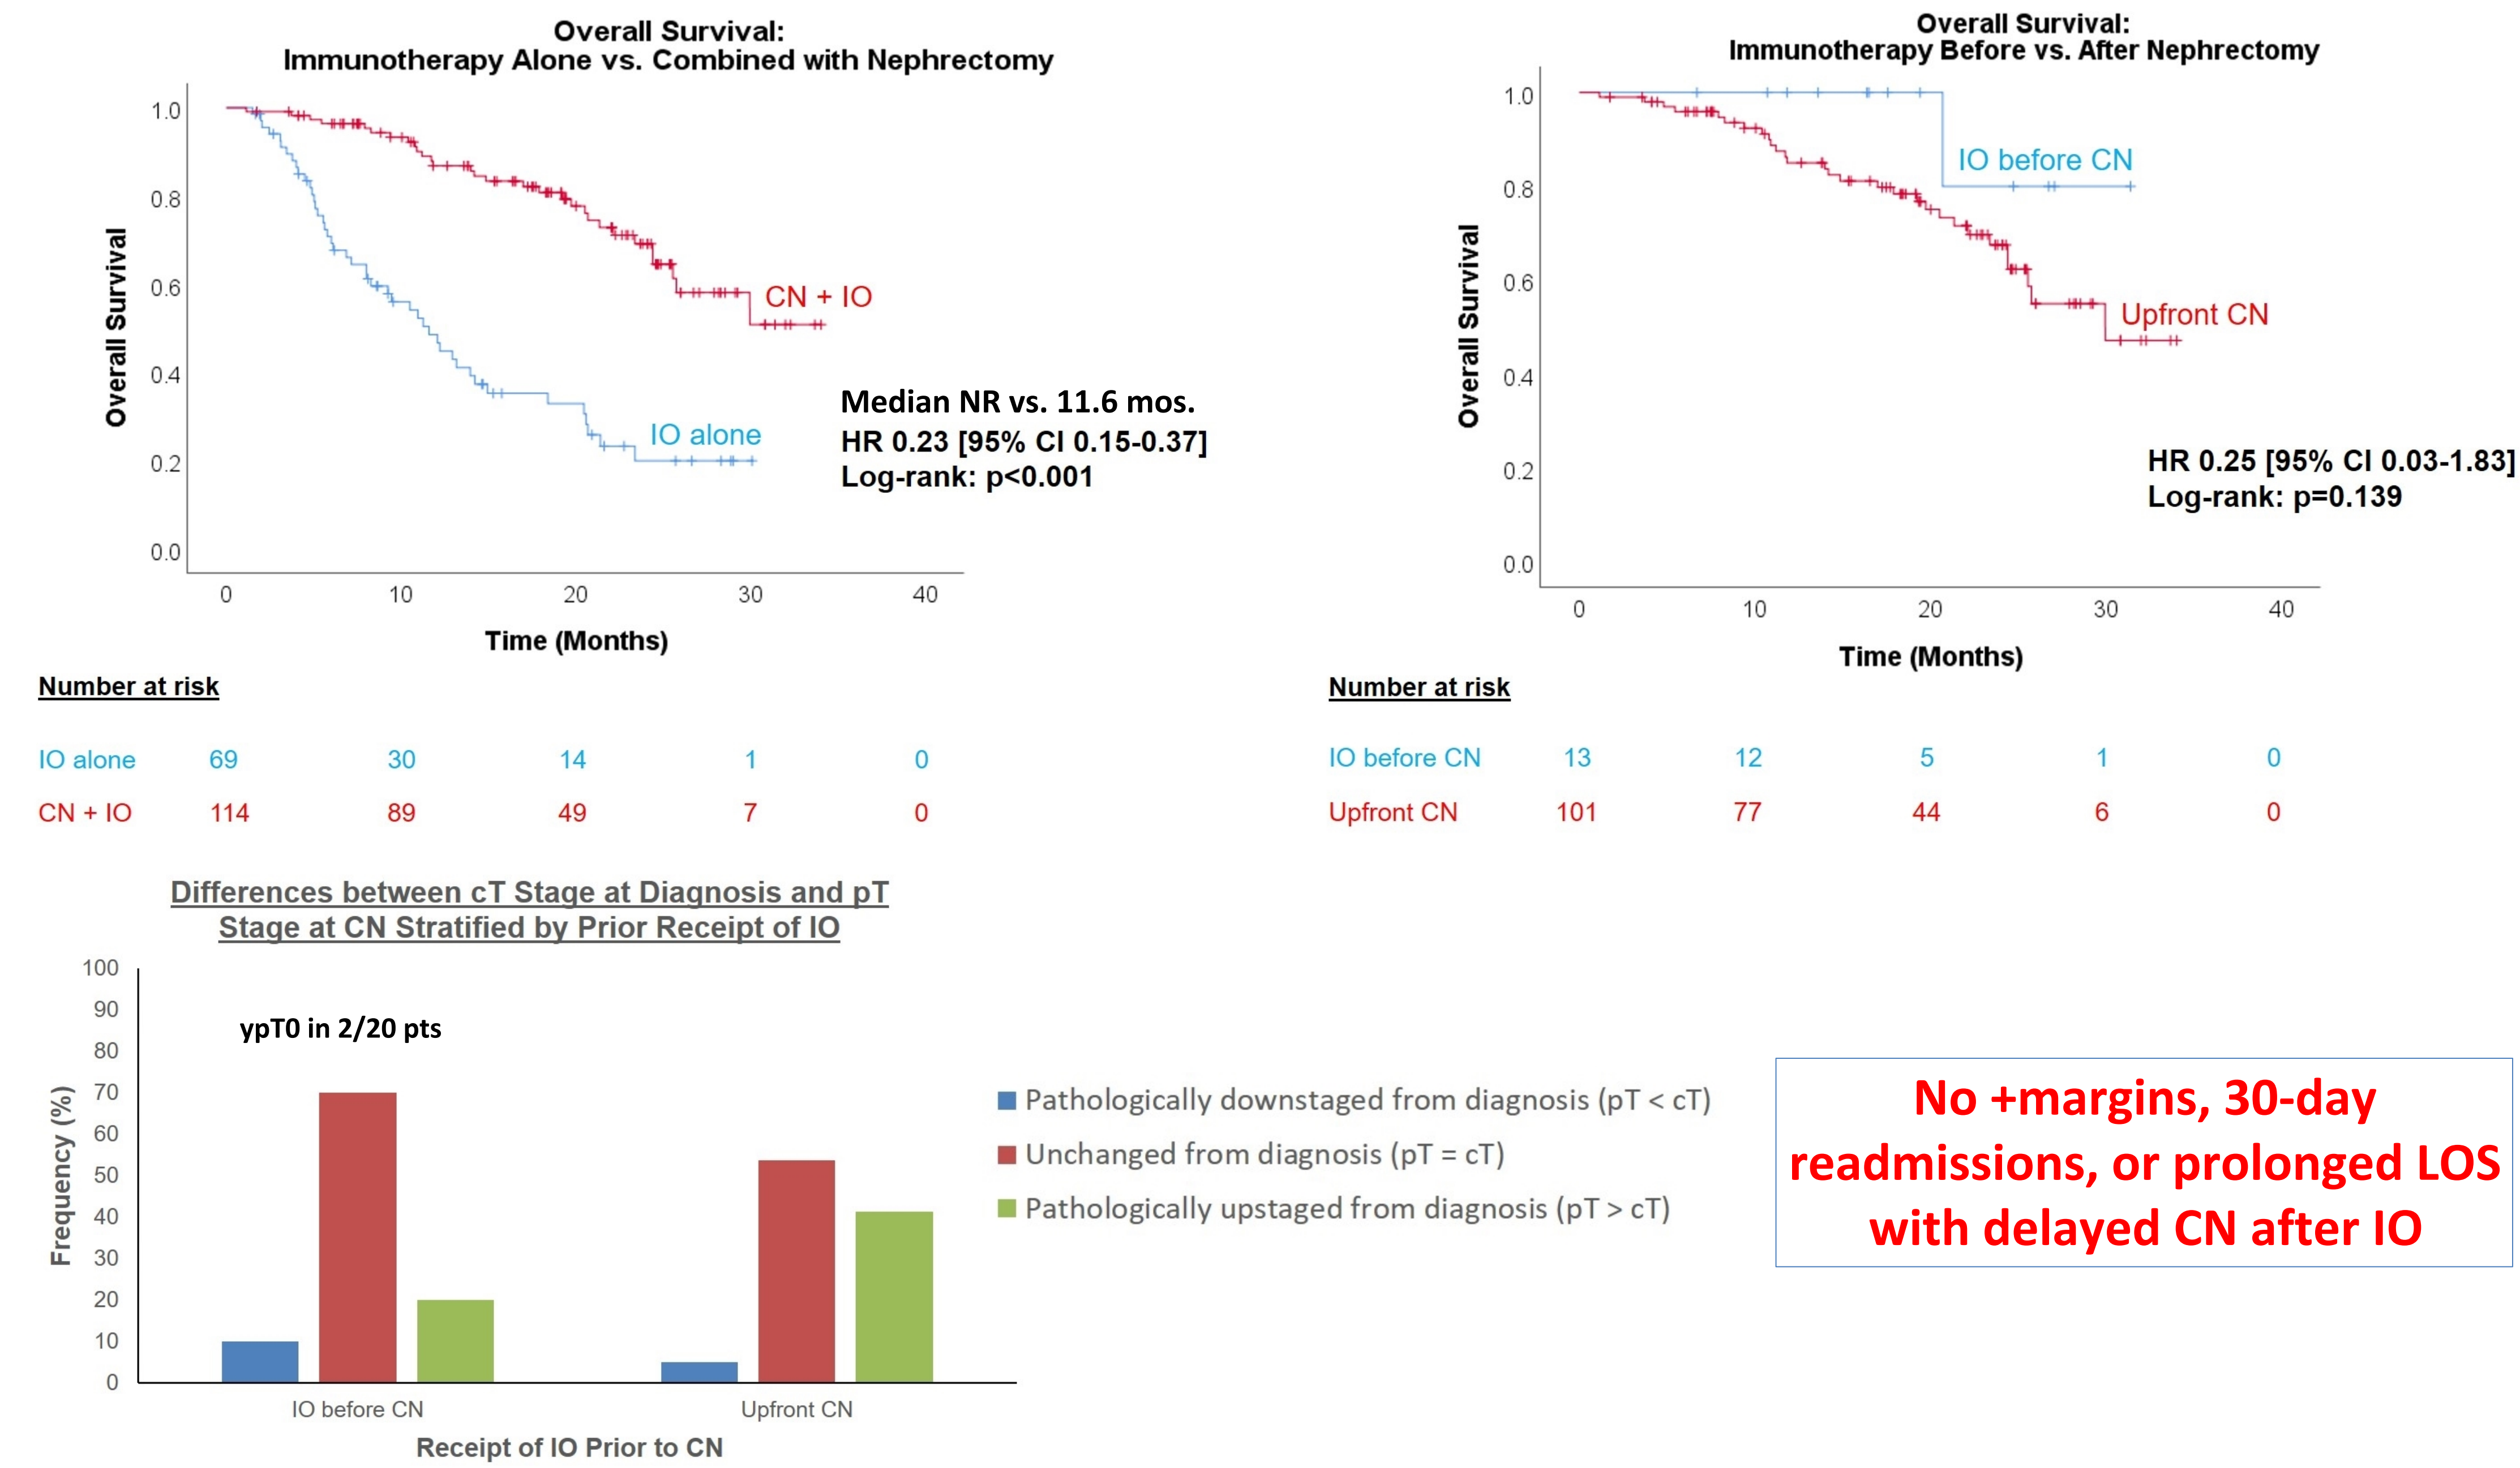 Overall Survival:
Immunotherapy Alone vs. Combined with Nephrectomy
Overall Survival
1.0
0.8
0.6
0.4
0.2
0.0
CN + IO
IO alone
Median NR vs. 11.6 mos.
HR 0.23 [95% CI 0.15-0.37]
Log-rank: p<0.001
0 10 20 30 40
Time (Months)
Number at risk
IO alone 69 30 14 1 0
CN + IO 114 89 49 7 0
Overall Survival:
Immunotherapy Before vs. After Nephrectomy
Overall Survival
1.0
0.8
0.6
0.4
0.2
0.0
IO before CN
Upfront CN
HR 0.25 [95% CI 0.03-1.83]
Log-rank: p=0.139
0 10 20 30 40
Time (Months)
Number at risk
IO before CN 13 12 5 1 0
Upfront CN 101 77 44 6 0
Differences between cT Stage at Diagnosis and pT
Stage at CN Stratified by Prior Receipt of IO
Frequency (%)
100
90
80
70
60
50
40
30
20
10
0
ypT0 in 2/20 pts
IO before CN Upfront CN
Receipt of IO Prior to CN
Pathologically downstaged from diagnosis (pT < cT)
Unchanged from diagnosis (pT = cT)
Pathologically upstaged from diagnosis (pT > cT)
No +margins, 30-day
readmissions, or prolonged LOS
with delayed CN after IO